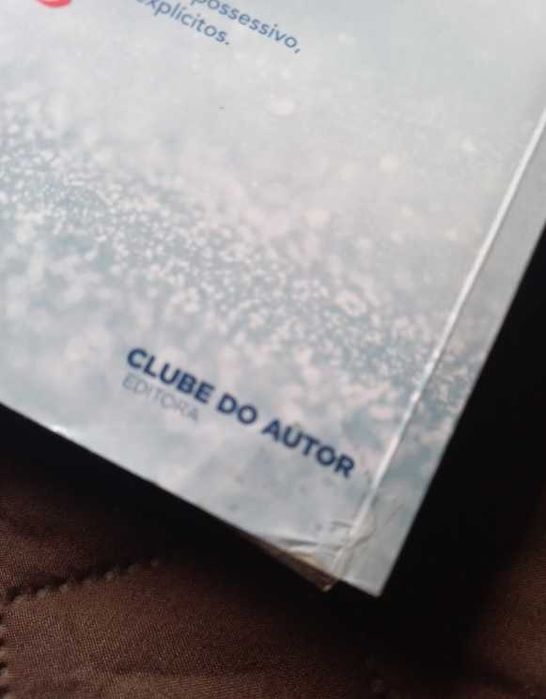 possessivo,
explícitos.
CLUBE DO AUTOR
EDITORA